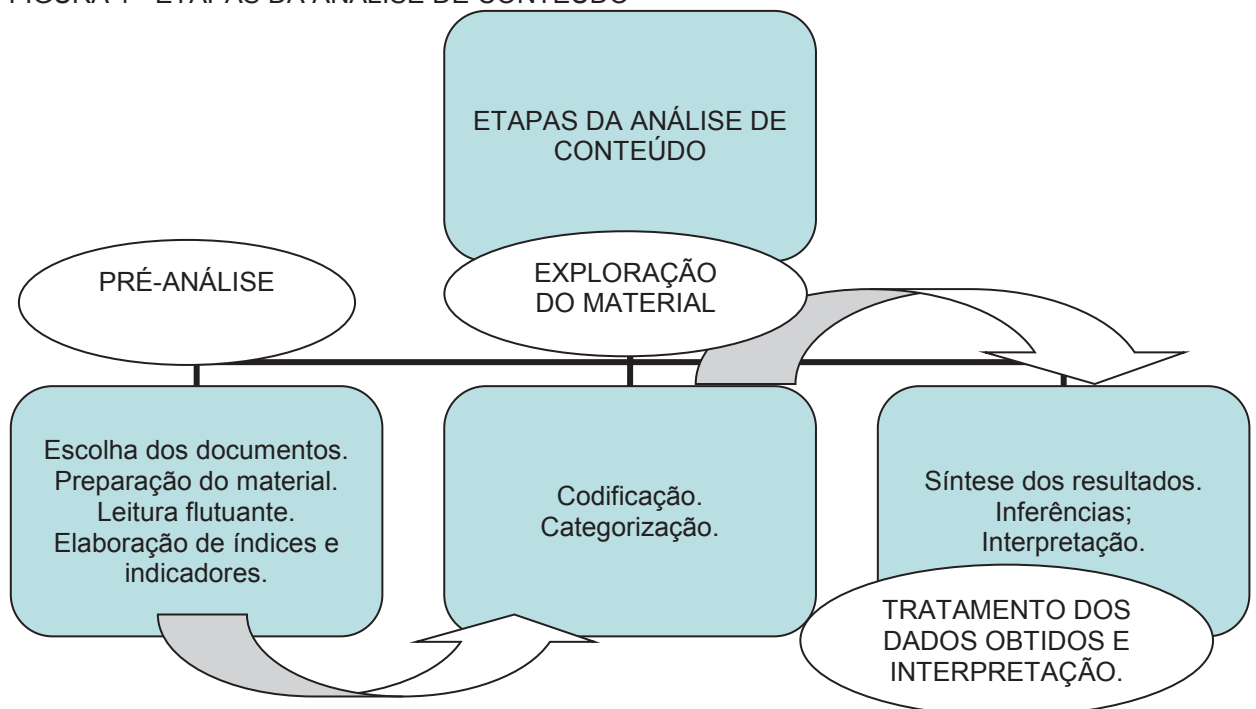 ETAPAS DA ANÁLISE DE
CONTEÚDO
PRÉ-ANÁLISE
EXPLORAÇÃO
DO MATERIAL
Escolha dos documentos.
Preparação do material.
Leitura flutuante.
Elaboração de índices e
indicadores.
Codificação.
Categorização.
Síntese dos resultados.
Inferências;
Interpretação.
TRATAMENTO DOS
DADOS OBTIDOS E
INTERPRETAÇÃO.